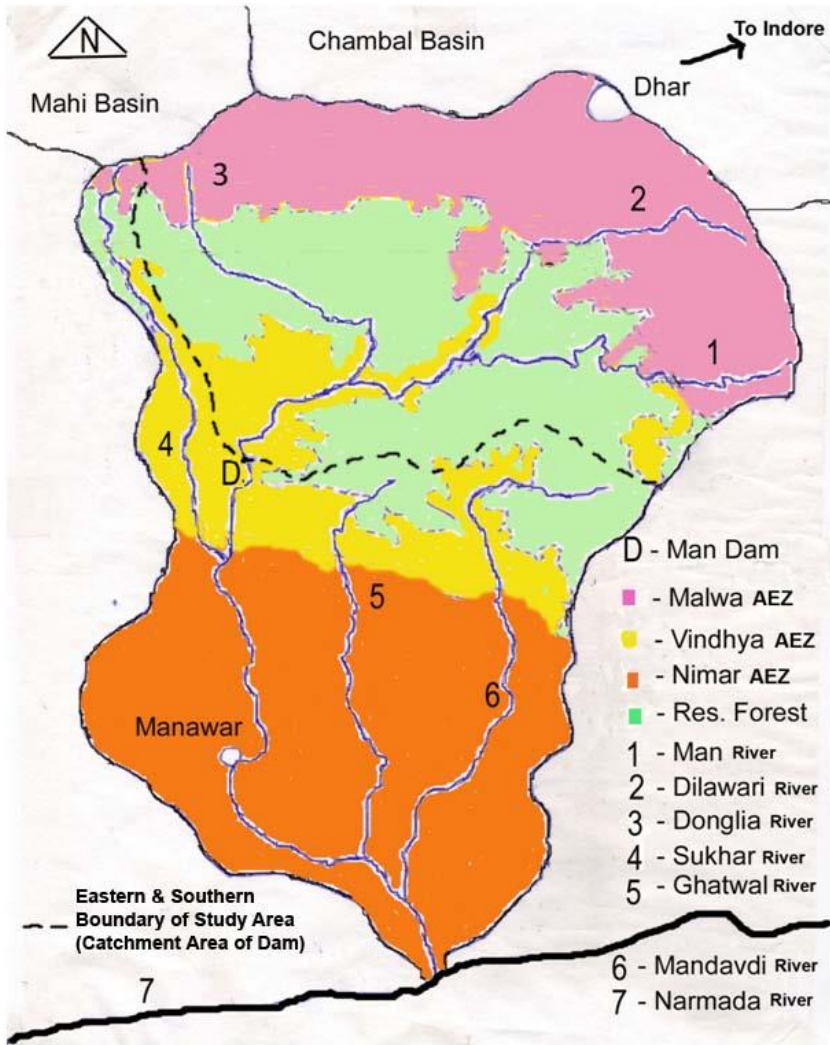 N
Chambal Basin
To Indore
Mahi Basin
Dhar
3
2
1
4
D
5
6
Manawar
D - Man Dam
- Malwa AEZ
- Vindhya AEZ
- Nimar AEZ
- Res. Forest
1 - Man River
2 - Dilawari River
3 - Donglia River
4 - Sukhar River
5 - Ghatwal River
Eastern & Southern
Boundary of Study Area
(Catchment Area of Dam)
6 - Mandavdi River
7 - Narmada River
7